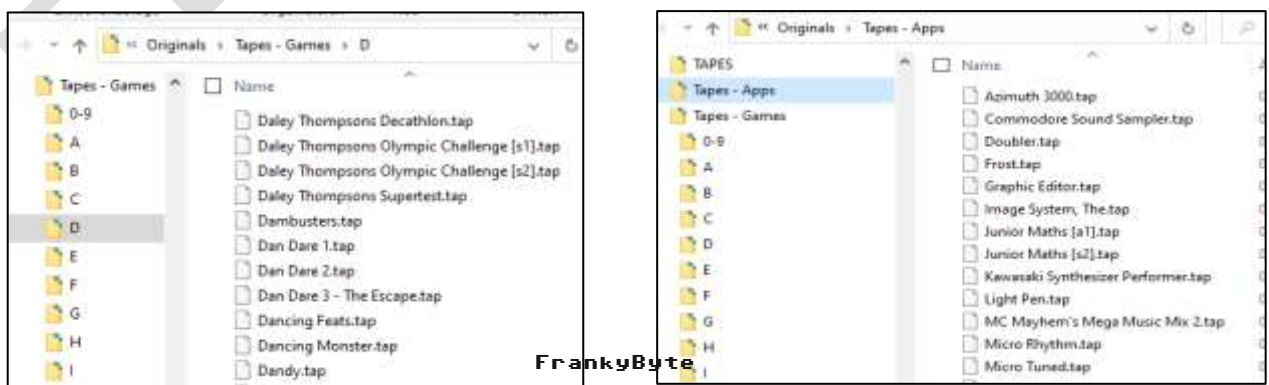 « Originals › Tapes - Games › D
Tapes - Games
0-9
A
B
C
D
E
F
G
H
I
Name
Daley Thompsons Decathlon.tap
Daley Thompsons Olympic Challenge [s1].tap
Daley Thompsons Olympic Challenge [s2].tap
Daley Thompsons Supertest.tap
Dambusters.tap
Dan Dare 1.tap
Dan Dare 2.tap
Dan Dare 3 - The Escape.tap
Dancing Feats.tap
Dancing Monster.tap
Dandy.tap
« Originals › Tapes - Apps
TAPES
Tapes - Apps
Tapes - Games
0-9
A
B
C
D
E
F
G
H
I
Name
Azimuth 3000.tap
Commodore Sound Sampler.tap
Doubler.tap
Frost.tap
Graphic Editor.tap
Image System, The.tap
Junior Maths [a1].tap
Junior Maths [s2].tap
Kawasaki Synthesizer Performer.tap
Light Pen.tap
MC Mayhem's Mega Music Mix 2.tap
Micro Rhythm.tap
Micro Tuned.tap
FrankyByte